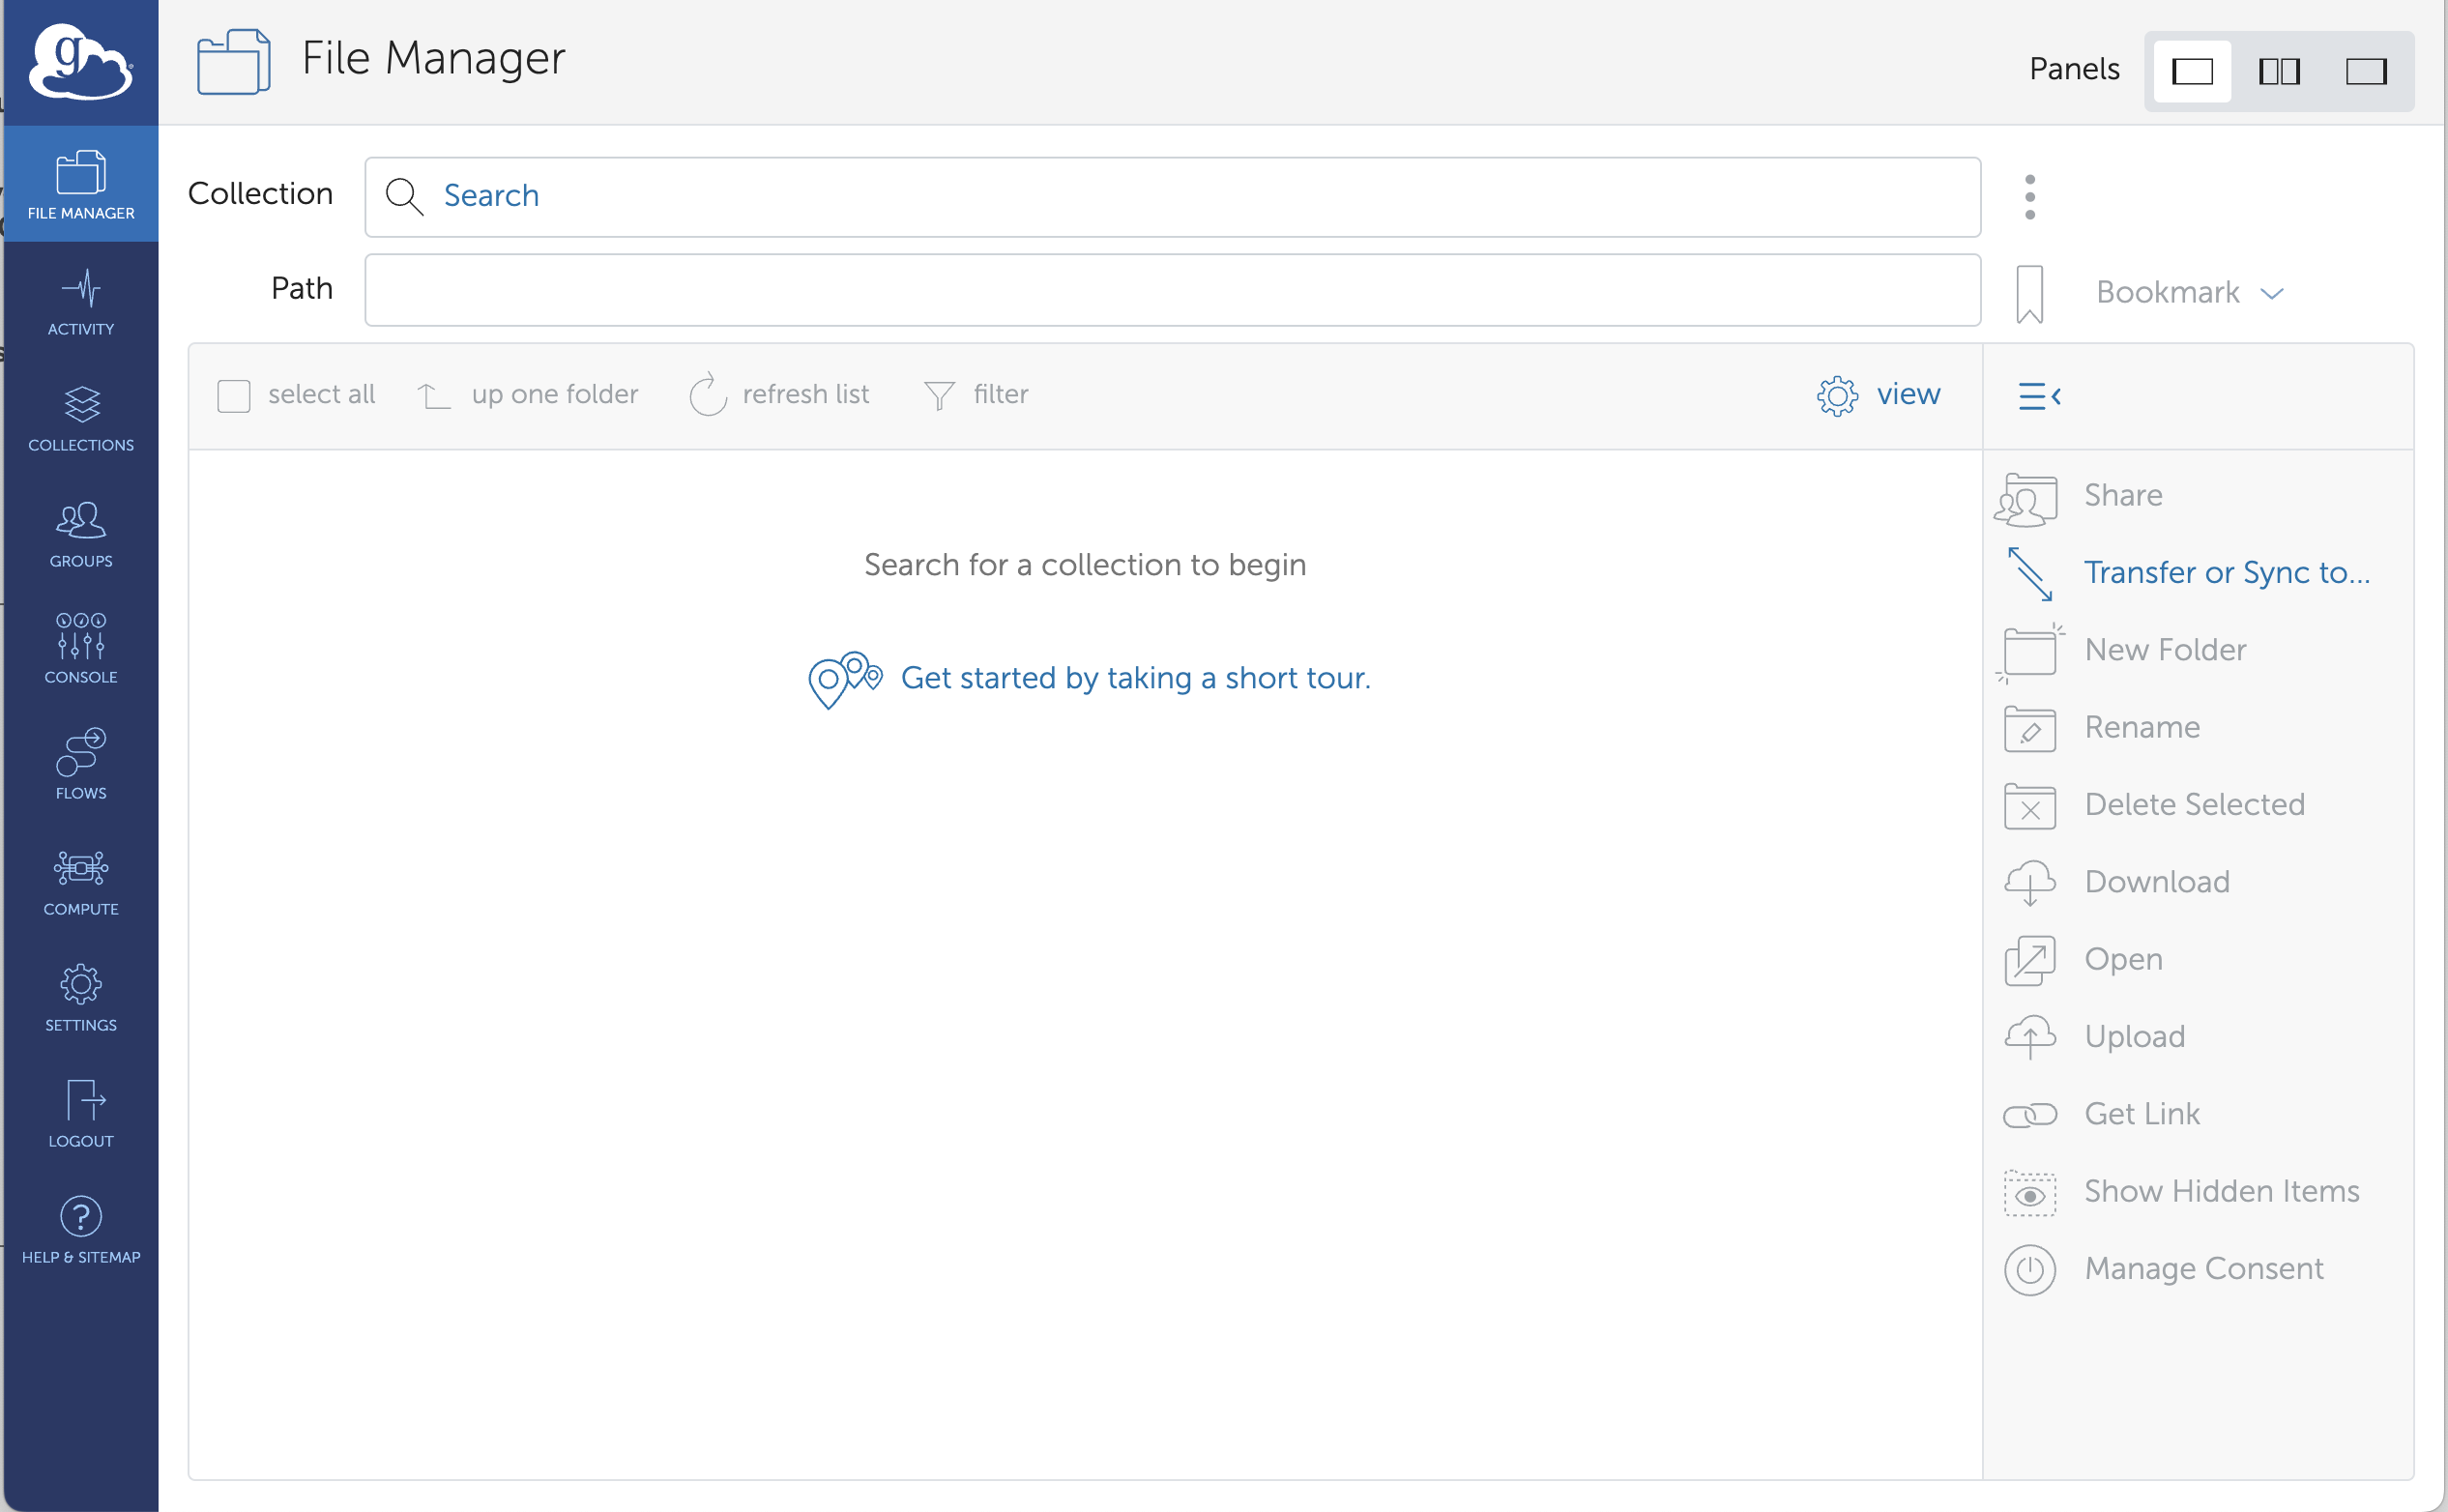 g
File Manager
Panels
FILE MANAGER
ACTIVITY
COLLECTIONS
GROUPS
CONSOLE
FLOWS
COMPUTE
SETTINGS
LOGOUT
HELP & SITEMAP
Collection
Search
Path
Bookmark
select all
up one folder
refresh list
filter
view
Search for a collection to begin
Get started by taking a short tour.
Share
Transfer or Sync to...
New Folder
Rename
Delete Selected
Download
Open
Upload
Get Link
Show Hidden Items
Manage Consent